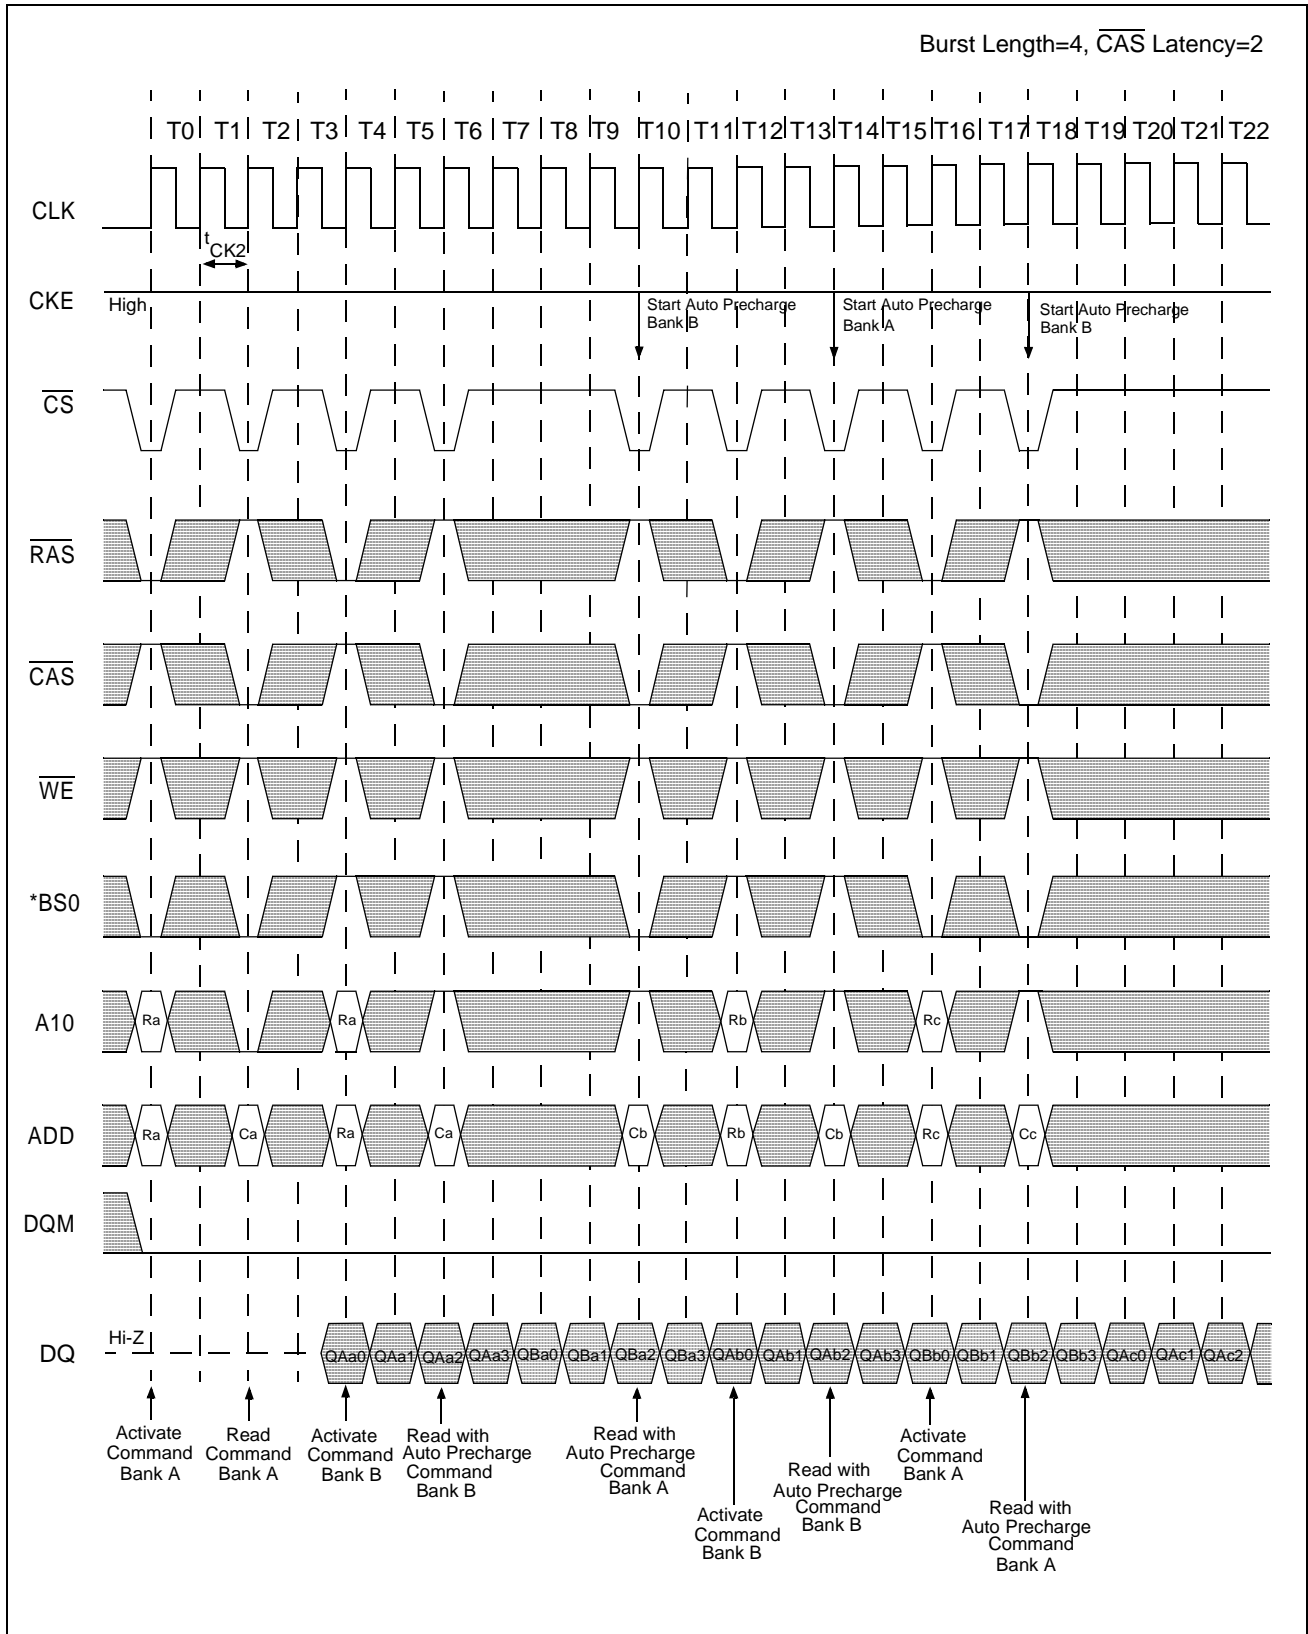 Burst Length=4, CAS Latency=2
T0 T1 T2 T3 T4 T5 T6 T7 T8 T9 T10 T11 T12 T13 T14 T15 T16 T17 T18 T19 T20 T21 T22
CLK
tCK2
CKE
High
Start Auto Precharge
Bank B
Start Auto Precharge
Bank A
Start Auto Precharge
Bank B
CS
RAS
CAS
WE
*BS0
A10
Ra Ra Rb Rc
ADD
Ra Ca Ra Ca Cb Rb Cb Rc Cc
DQM
DQ
Hi-Z
QAa0 QAa1 QAa2 QAa3 QBa0 QBa1 QBa2 QBa3 QAb0 QAb1 QAb2 QAb3 QBb0 QBb1 QBb2 QBb3 QAc0 QAc1 QAc2
Activate
Command
Bank A
Read
Command
Bank A
Activate
Command
Bank B
Read with
Auto Precharge
Command
Bank B
Read with
Auto Precharge
Command
Bank A
Activate
Command
Bank B
Read with
Auto Precharge
Command
Bank B
Activate
Command
Bank A
Read with
Auto Precharge
Command
Bank A